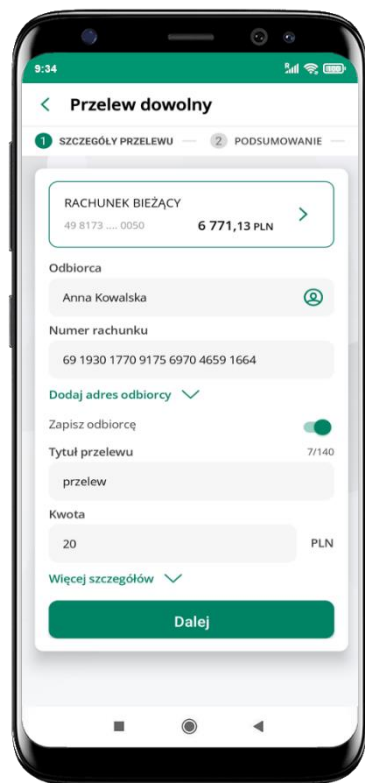 9:34
Przelew dowolny
1 SZCZEGÓŁY PRZELEWU 2 PODSUMOWANIE
RACHUNEK BIEŻĄCY
49 8173 .... 0050 6 771,13 PLN
Odbiorca
Anna Kowalska
Numer rachunku
69 1930 1770 9175 6970 4659 1664
Dodaj adres odbiorcy
Zapisz odbiorcę
Tytuł przelewu 7/140
przelew
Kwota
20 PLN
Więcej szczegółów
Dalej